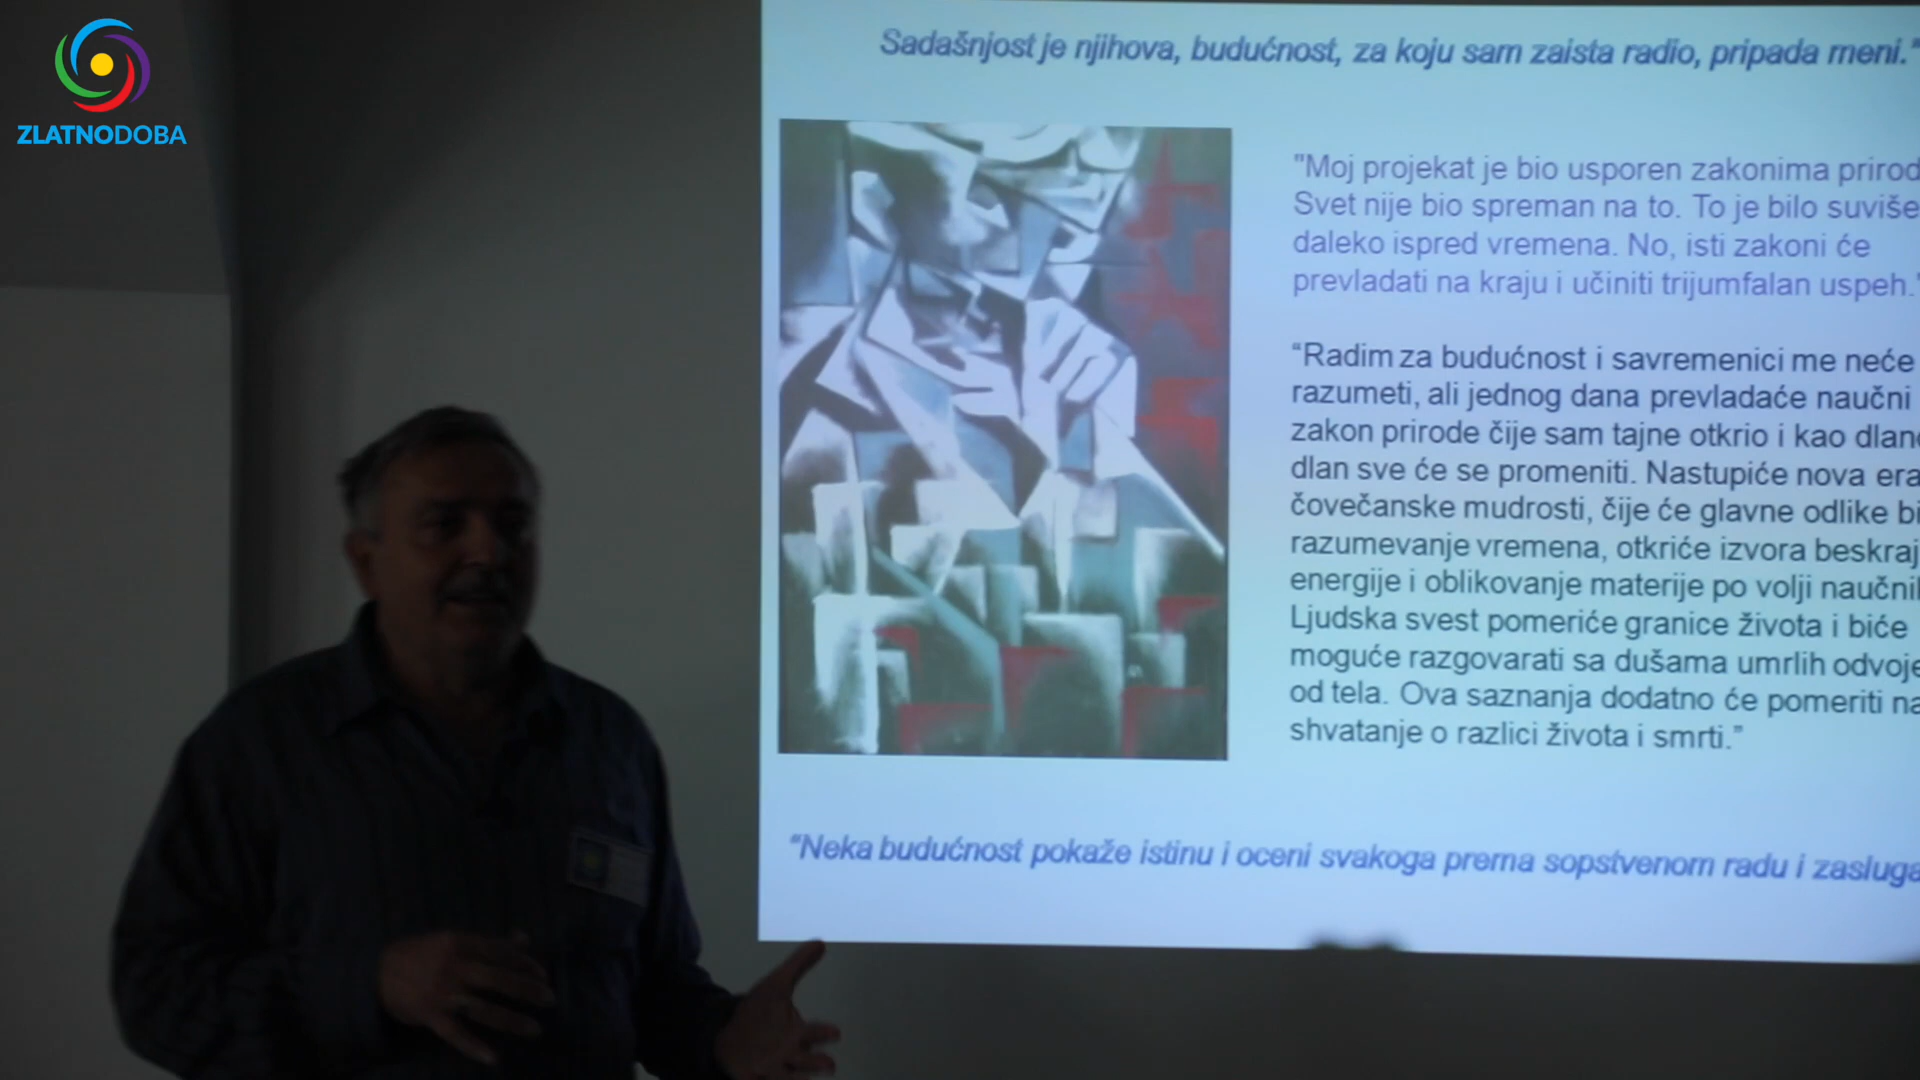 ZLATNODOBA
Sadašnjost je njihova, budućnost, za koju sam zaista radio, pripada meni."
"Moj projekat je bio usporen zakonima prirod
Svet nije bio spreman na to. To je bilo suviše
daleko ispred vremena. No, isti zakoni će
prevladati na kraju i učiniti trijumfalan uspeh."
“Radim za budućnost i savremenici me neće
razumeti, ali jednog dana prevladaće naučni
zakon prirode čije sam tajne otkrio i kao dlan
dlan sve će se promeniti. Nastupiće nova era
čovečanske mudrosti, čije će glavne odlike bi
razumevanje vremena, otkriće izvora beskraj
energije i oblikovanje materije po volji naučni
Ljudska svest pomeriće granice života i biće
moguće razgovarati sa dušama umrlih odvoje
od tela. Ova saznanja dodatno će pomeriti na
shvatanje o razlici života i smrti.”
“Neka budućnost pokaže istinu i oceni svakoga prema sopstvenom radu i zasluga